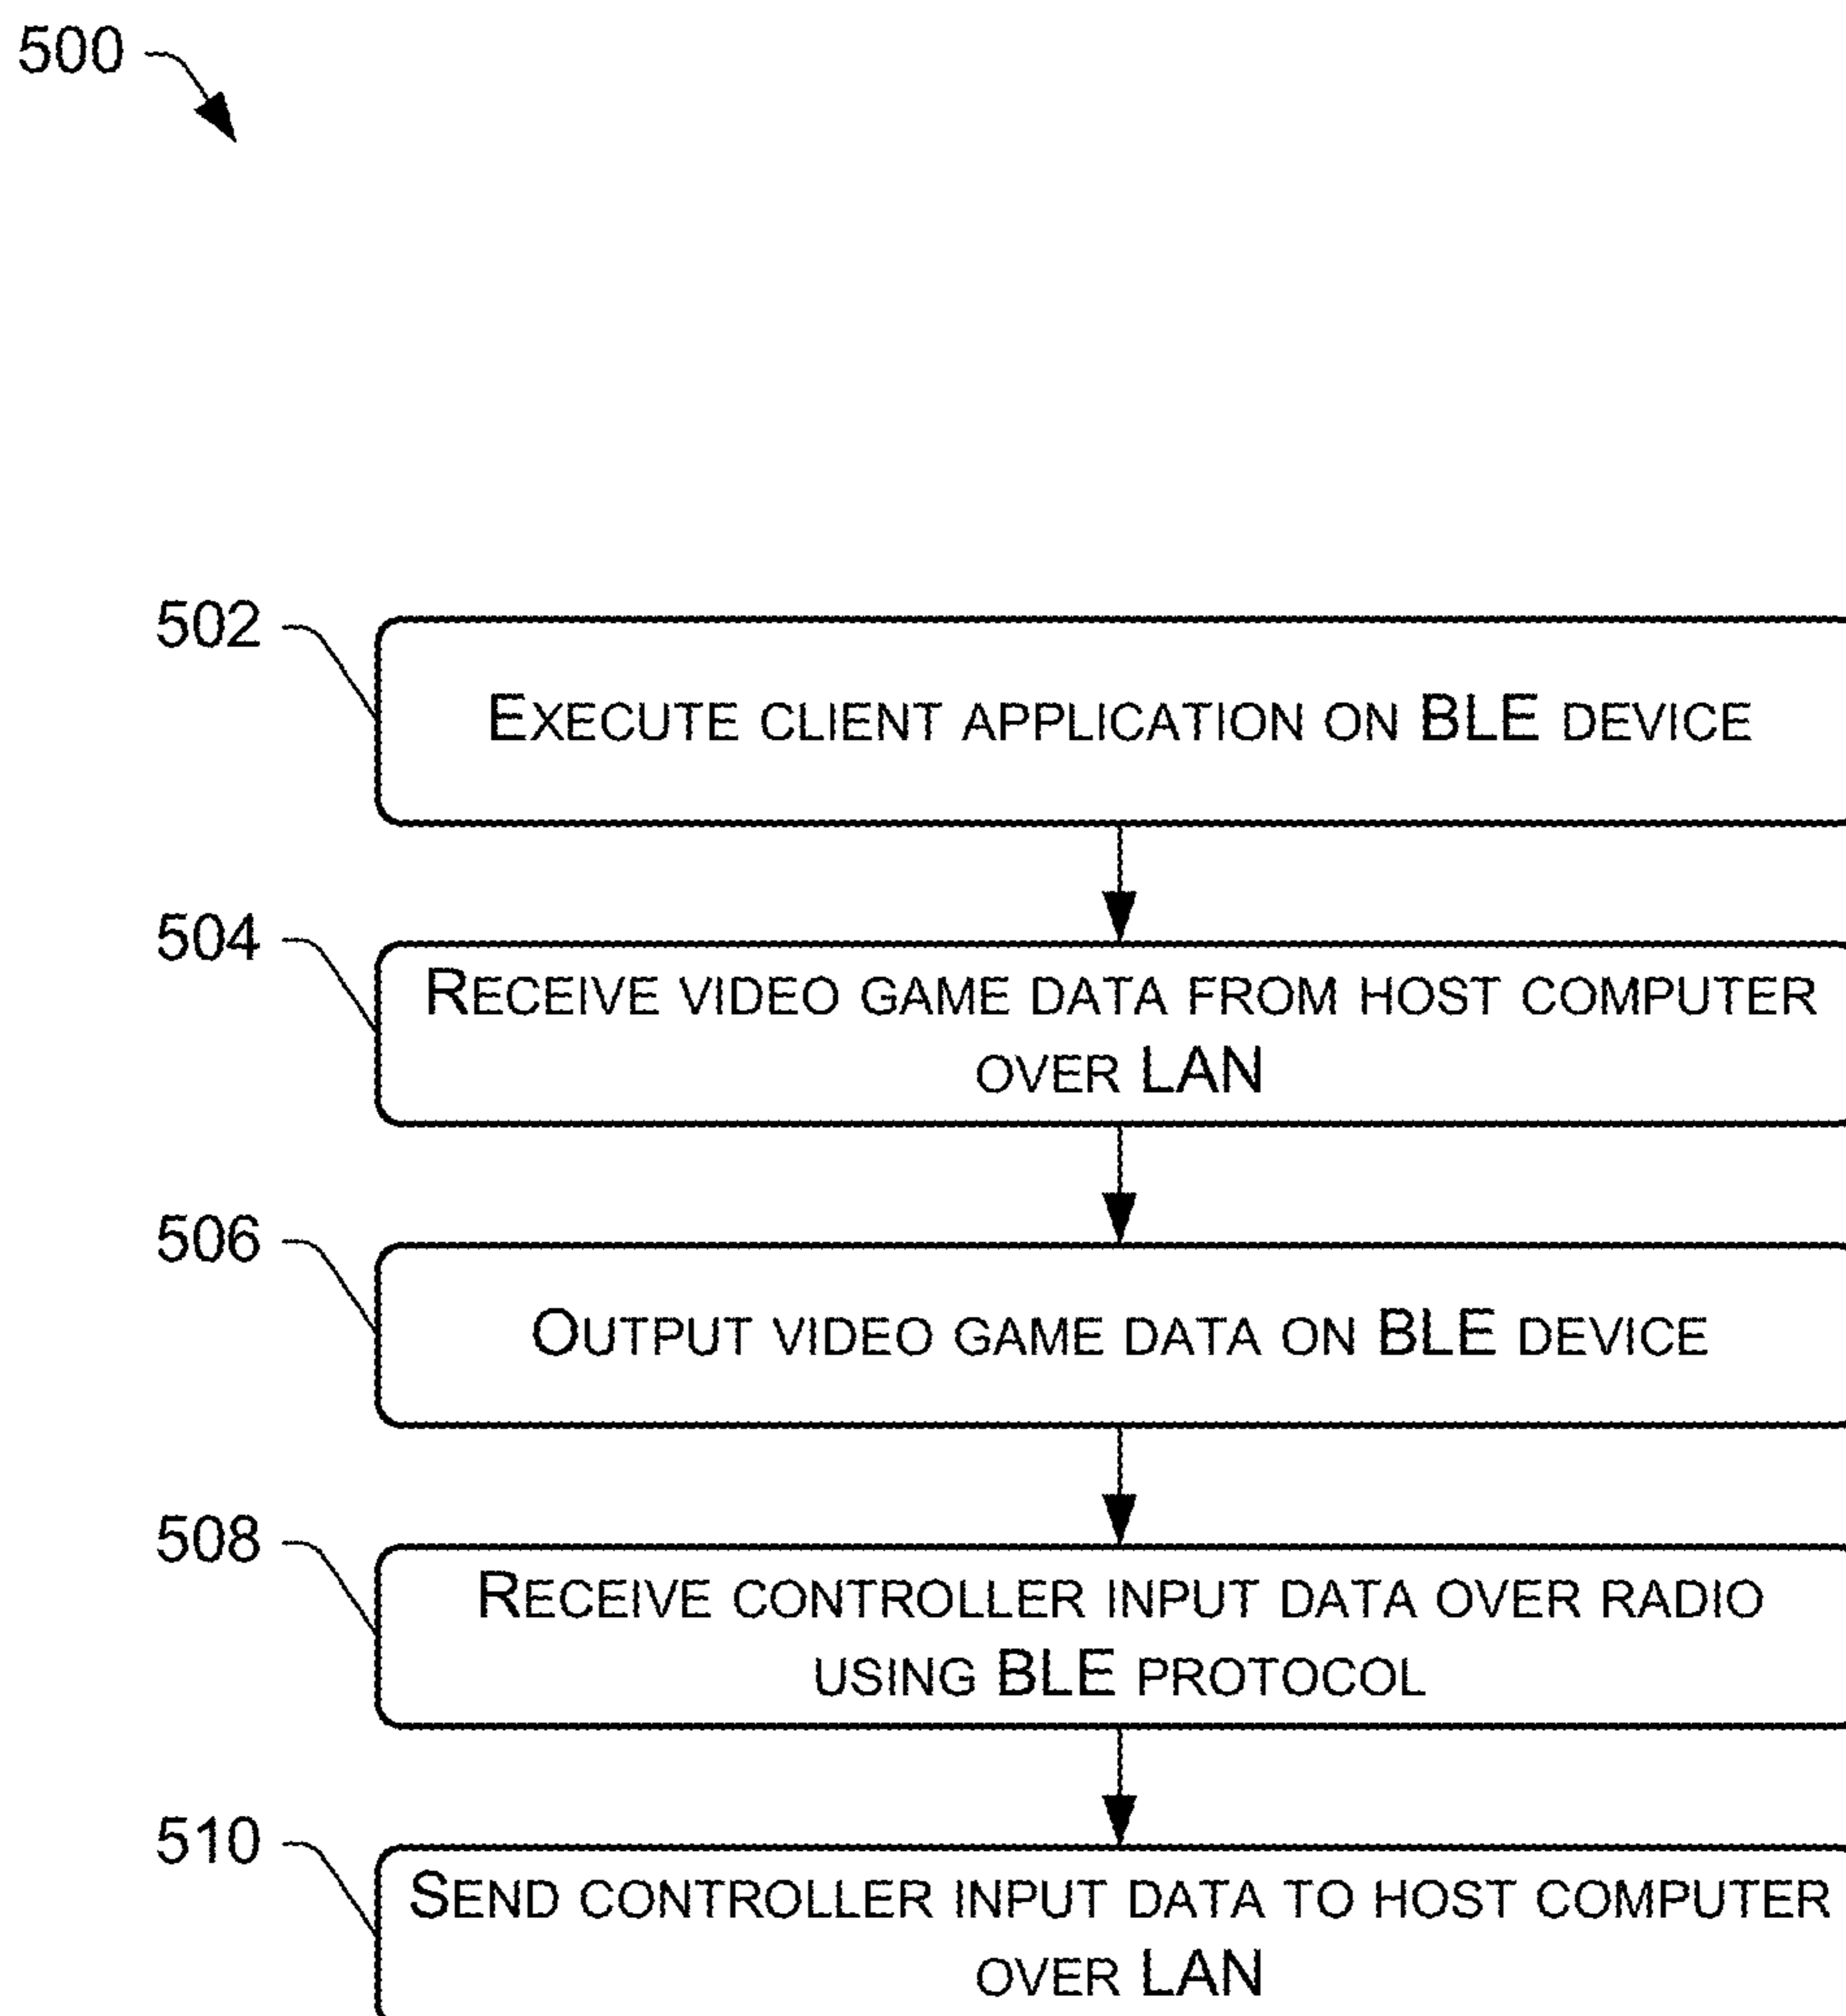 500
502
EXECUTE CLIENT APPLICATION ON BLE DEVICE
504
RECEIVE VIDEO GAME DATA FROM HOST COMPUTER
OVER LAN
506
OUTPUT VIDEO GAME DATA ON BLE DEVICE
508
RECEIVE CONTROLLER INPUT DATA OVER RADIO
USING BLE PROTOCOL
510
SEND CONTROLLER INPUT DATA TO HOST COMPUTER
OVER LAN